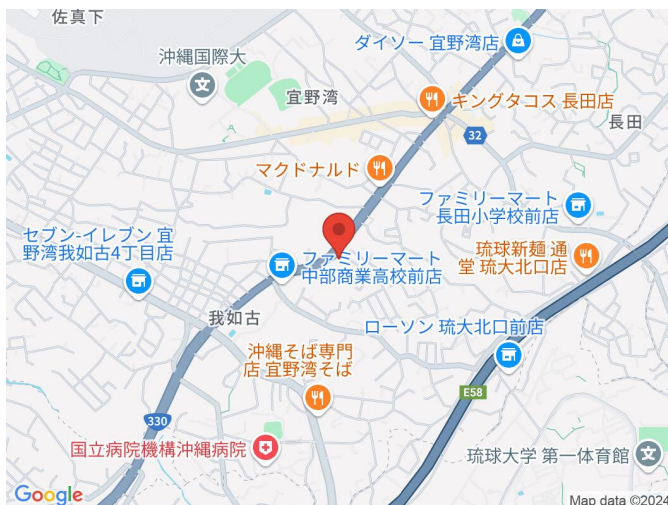 佐真下
ダイソー 宜野湾店
沖縄国際大
宜野湾
キングタコス 長田店
長田
32
マクドナルド
ファミリーマート
長田小学校前店
セブン-イレブン 宜
野湾我如古4丁目店
ファミリーマート
中部商業高校前店
琉球新麺 通
堂 琉大北口店
我如古
ローソン 琉大北口前店
沖縄そば専門
店 宜野湾そば
E58
330
国立病院機構沖縄病院
琉球大学 第一体育館
Google
Map data ©2024